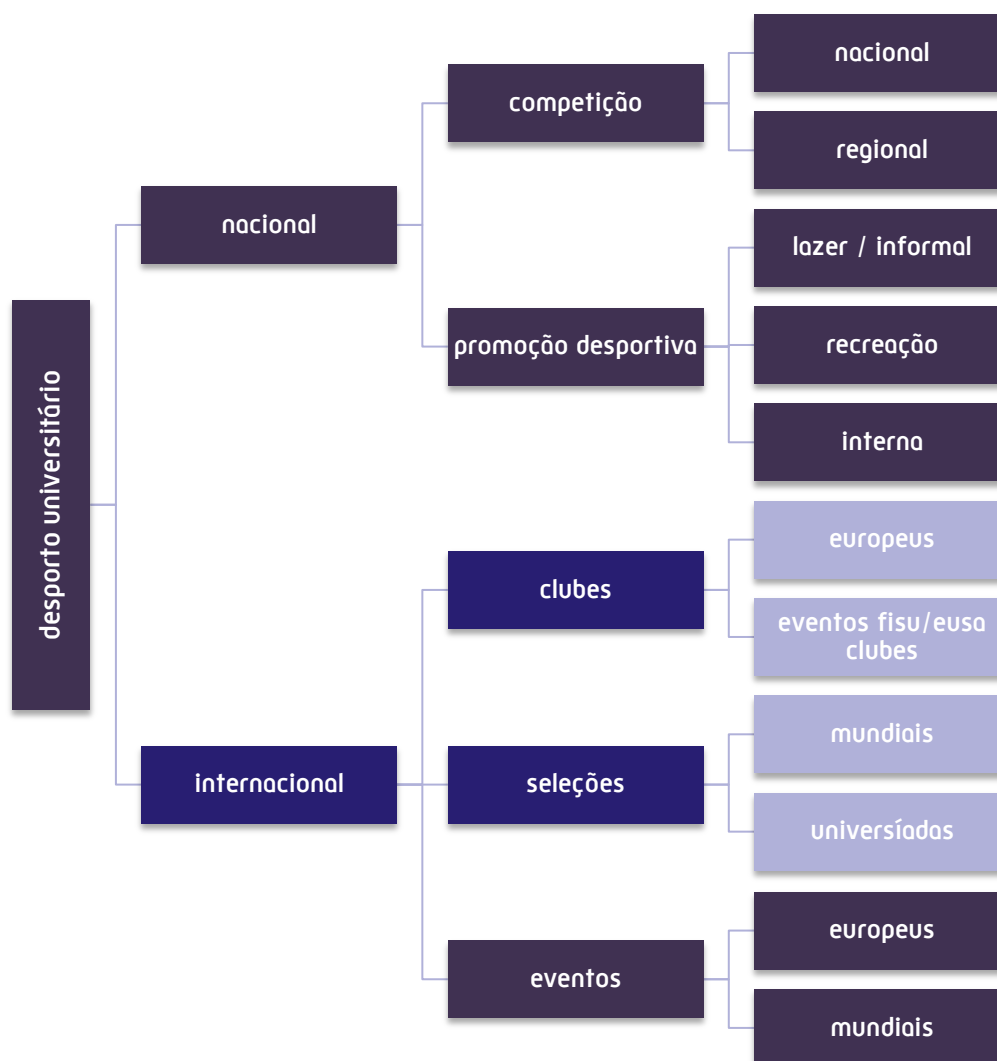 desporto universitário
nacional
competição
nacional
regional
promoção desportiva
lazer / informal
recreação
interna
internacional
clubes
europeus
eventos fisu/eusa
clubes
seleções
mundiais
universíadas
eventos
europeus
mundiais